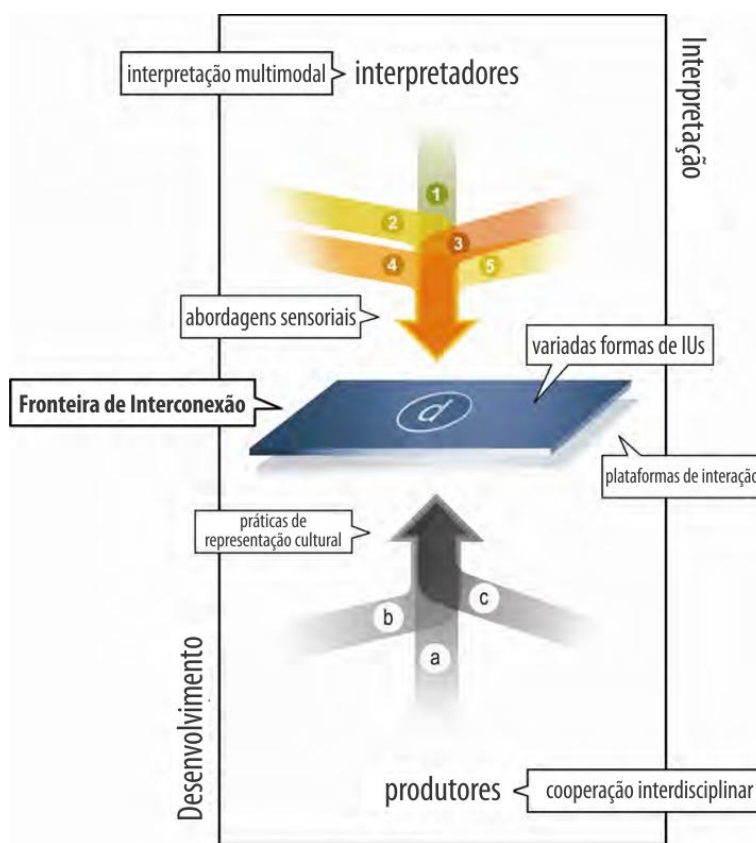 interpretação multimodal
interpretadores
Interpretação
1
2
3
4
5
abordagens sensoriais
variadas formas de IUs
Fronteira de Interconexão
d
plataformas de interação
práticas de
representação cultural
b
c
a
Desenvolvimento
produtores
cooperação interdisciplinar